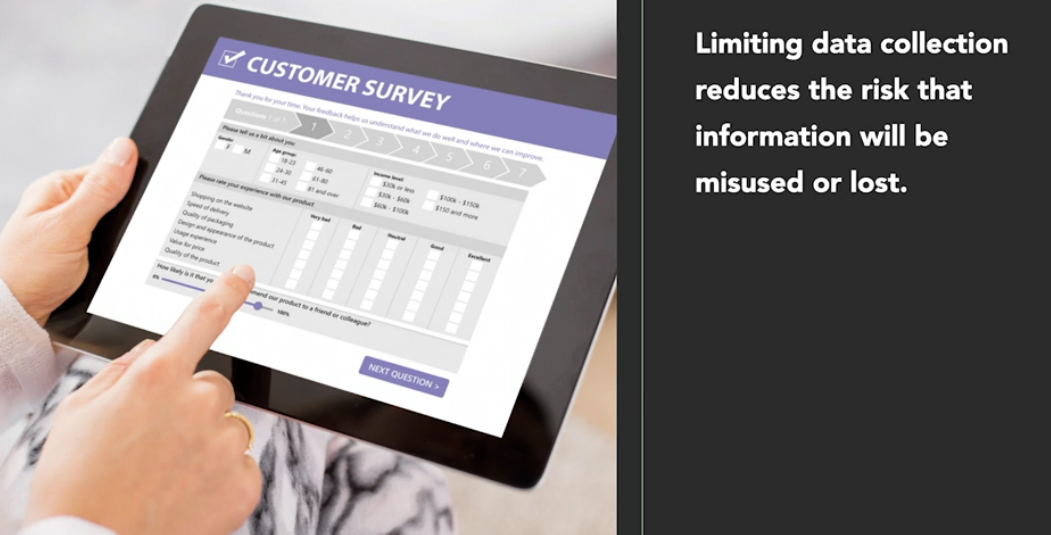 CUSTOMER SURVEY
Thank you for your time. Your feedback helps us understand what we do well and where we can improve.
Questions 1 of 7
1 2 3 4 5 6 7
Please tell us a bit about you:
Gender
F M
Age group:
18-23 46-60
24-30 61-80
31-45 81 and over
Income level:
$30k or less $100k - $150k
$30k - $60k $150 and more
$60k - $100k
Please rate your experience with our product
Very bad Bad Neutral Good Excellent
Shopping on the website
Speed of delivery
Quality of packaging
Design and appearance of the product
Usage experience
Value for price
Quality of the product
How likely is it that you mmend our product to a friend or colleague?
0% 100%
NEXT QUESTION >
Limiting data collection
reduces the risk that
information will be
misused or lost.